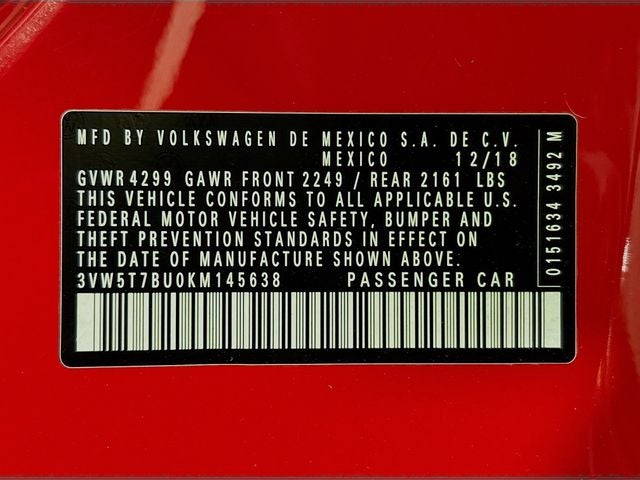 MFD BY VOLKSWAGEN DE MEXICO S.A. DE C.V.
MEXICO 12/18
GVWR 4299 GAWR FRONT 2249 / REAR 2161 LBS
THIS VEHICLE CONFORMS TO ALL APPLICABLE U.S.
FEDERAL MOTOR VEHICLE SAFETY, BUMPER AND
THEFT PREVENTION STANDARDS IN EFFECT ON
THE DATE OF MANUFACTURE SHOWN ABOVE.
3VW5T7BU0KM145638 PASSENGER CAR
0151634 3492 M